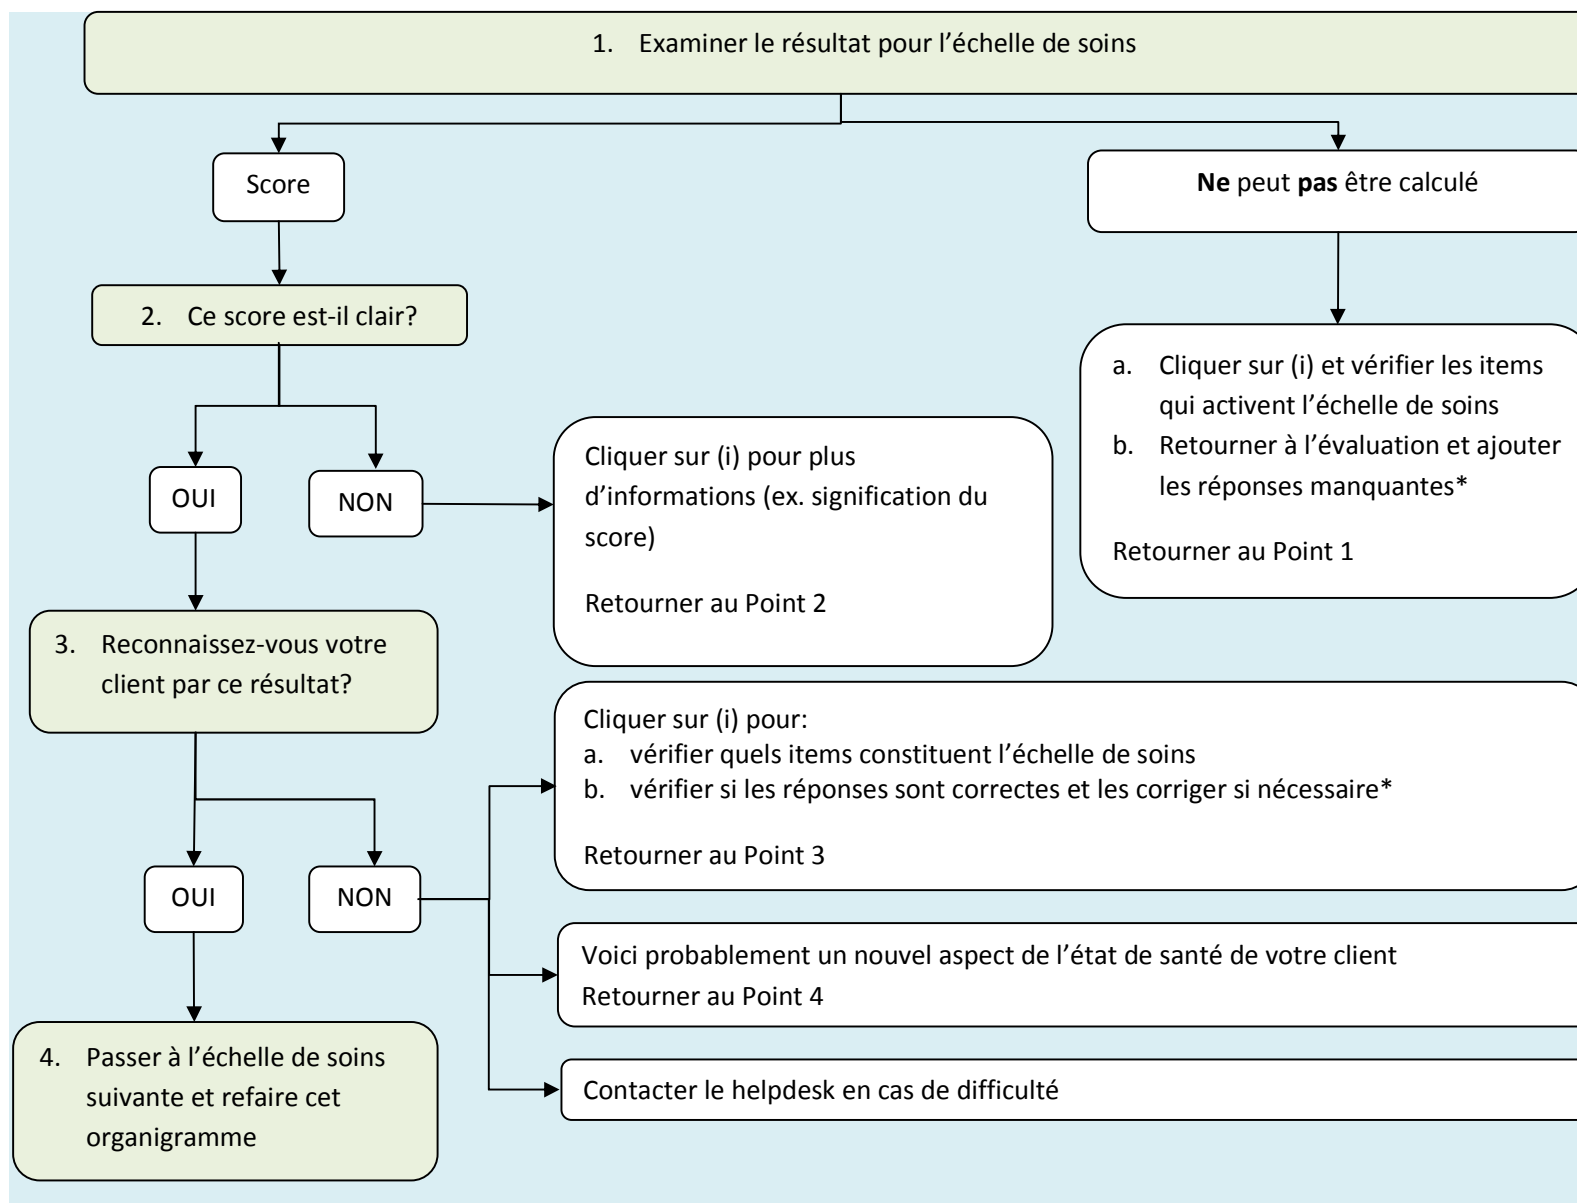 1. Examiner le résultat pour l’échelle de soins
Score
Ne peut pas être calculé
2. Ce score est-il clair?
a. Cliquer sur (i) et vérifier les items
qui activent l’échelle de soins
b. Retourner à l’évaluation et ajouter
les réponses manquantes*
Retourner au Point 1
OUI
NON
Cliquer sur (i) pour plus
d’informations (ex. signification du
score)
Retourner au Point 2
3. Reconnaissez-vous votre
client par ce résultat?
Cliquer sur (i) pour:
a. vérifier quels items constituent l’échelle de soins
b. vérifier si les réponses sont correctes et les corriger si nécessaire*
Retourner au Point 3
OUI
NON
Voici probablement un nouvel aspect de l’état de santé de votre client
Retourner au Point 4
4. Passer à l’échelle de soins
suivante et refaire cet
organigramme
Contacter le helpdesk en cas de difficulté